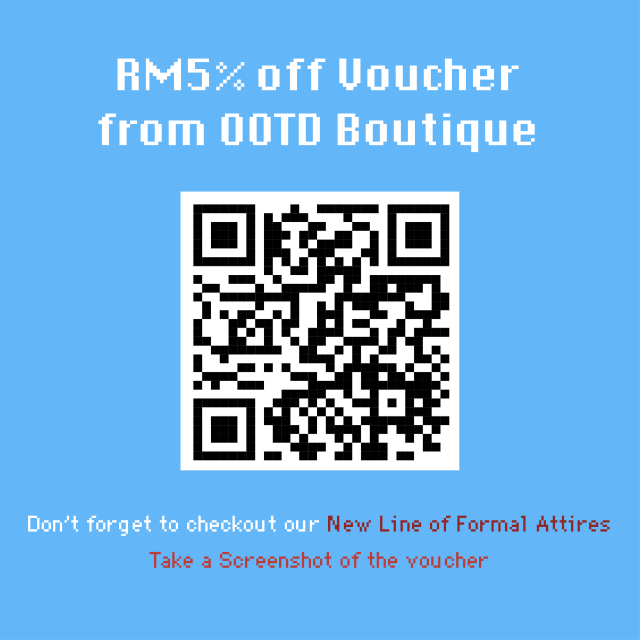 RM5% off Voucher
from OOTD Boutique
Don't forget to checkout our New Line of Formal Attires
Take a Screenshot of the voucher